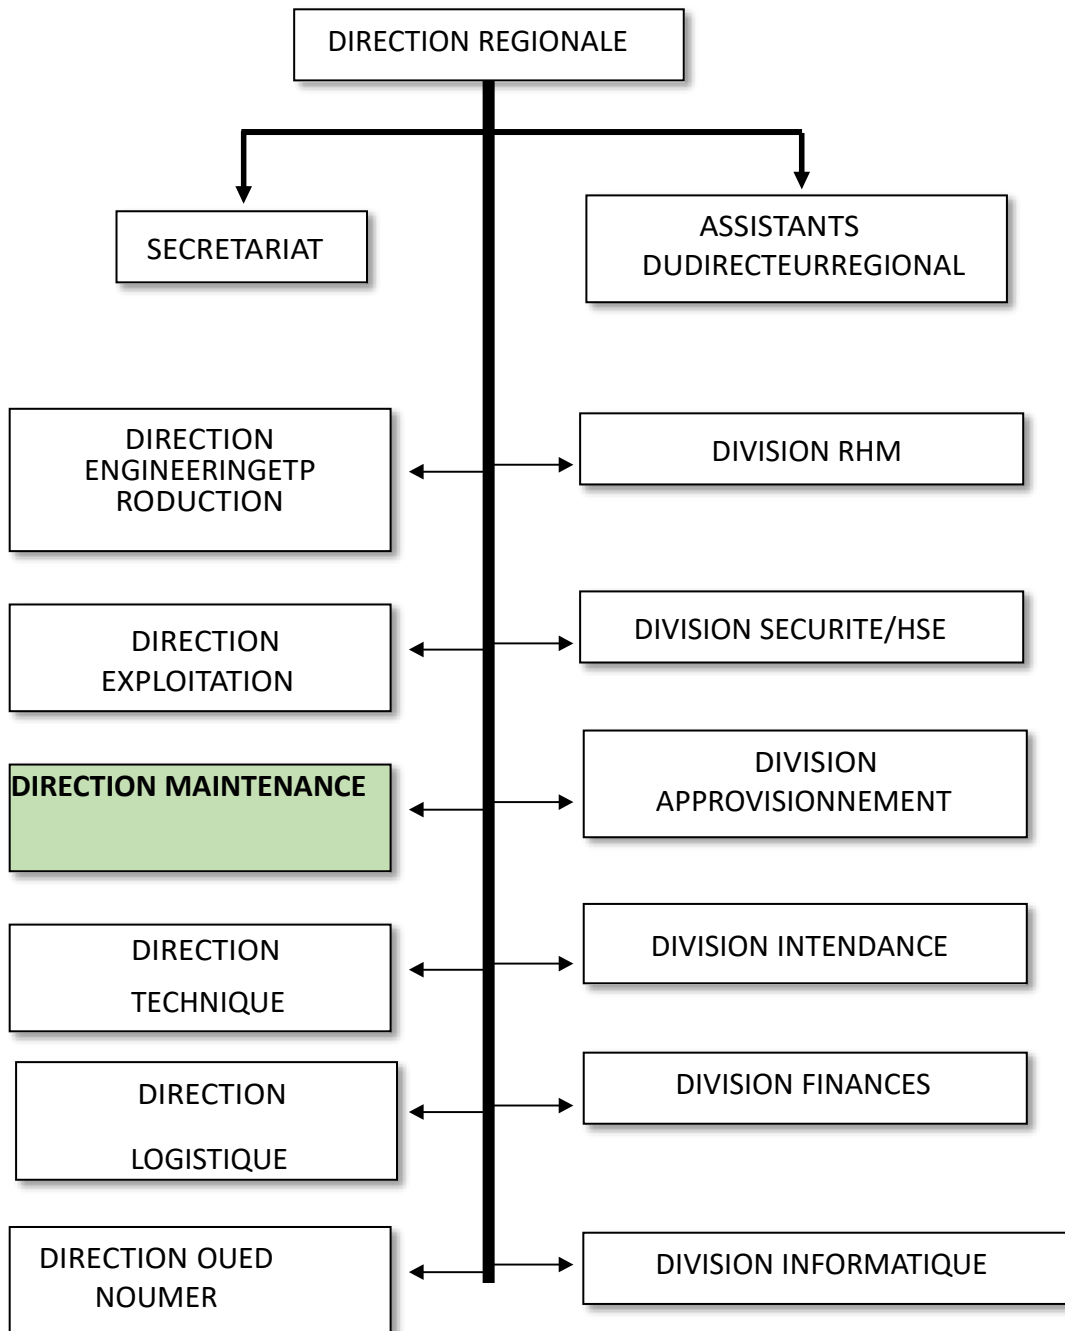 DIRECTION REGIONALE
SECRETARIAT
ASSISTANTS
DUDIRECTEURREGIONAL
DIRECTION
ENGINEERINGETP
RODUCTION
DIVISION RHM
DIRECTION
EXPLOITATION
DIVISION SECURITE/HSE
DIRECTION MAINTENANCE
DIVISION
APPROVISIONNEMENT
DIRECTION
TECHNIQUE
DIVISION INTENDANCE
DIRECTION
LOGISTIQUE
DIVISION FINANCES
DIRECTION OUED
NOUMER
DIVISION INFORMATIQUE